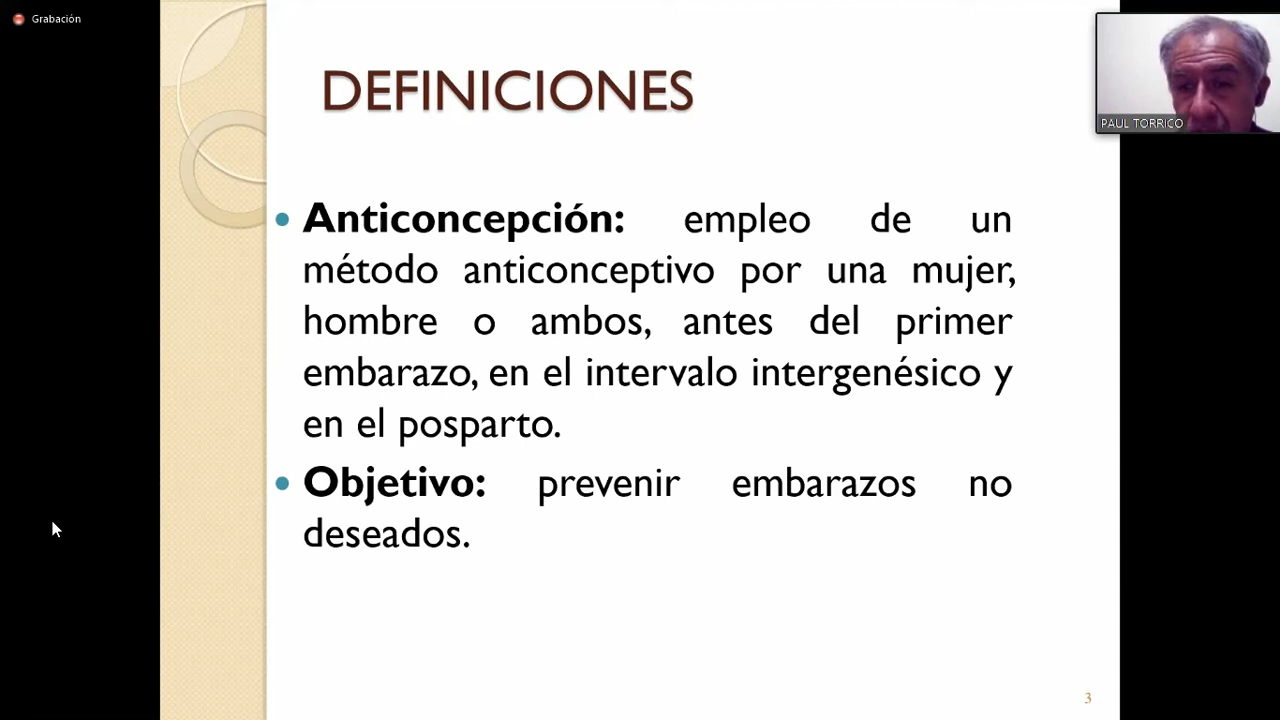 Grabación
DEFINICIONES
PAUL TORRICO
• Anticoncepción: empleo de un
método anticonceptivo por una mujer,
hombre o ambos, antes del primer
embarazo, en el intervalo intergenésico y
en el posparto.
• Objetivo: prevenir embarazos no
deseados.
3